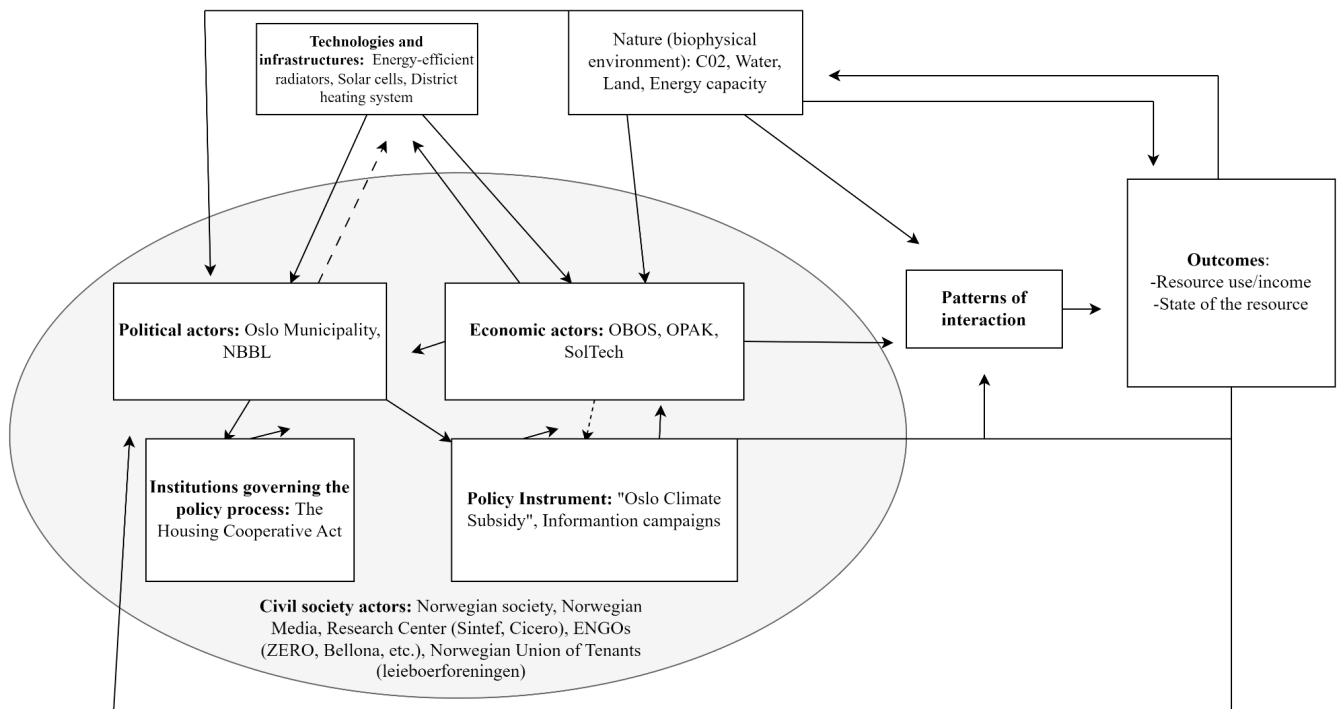 Technologies and
infrastructures: Energy-efficient
radiators, Solar cells, District
heating system
Nature (biophysical
environment): C02, Water,
Land, Energy capacity
Outcomes:
-Resource use/income
-State of the resource
Patterns of
interaction
Political actors: Oslo Municipality,
NBBL
Economic actors: OBOS, OPAK,
SolTech
Institutions governing the
policy process: The
Housing Cooperative Act
Policy Instrument: "Oslo Climate
Subsidy", Informantion campaigns
Civil society actors: Norwegian society, Norwegian
Media, Research Center (Sintef, Cicero), ENGOs
(ZERO, Bellona, etc.), Norwegian Union of Tenants
(leieboerforeningen)